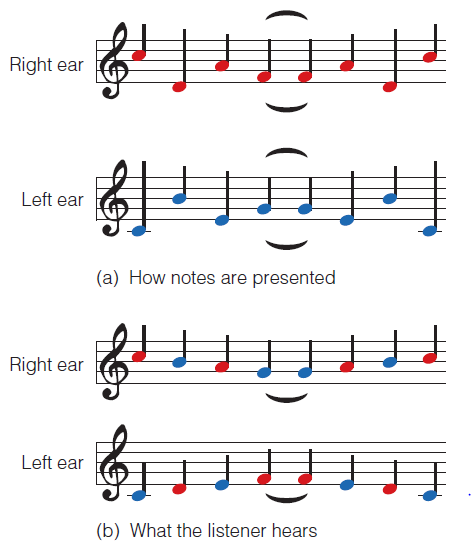 Right ear
Left ear
(a) How notes are presented
Right ear
Left ear
(b) What the listener hears